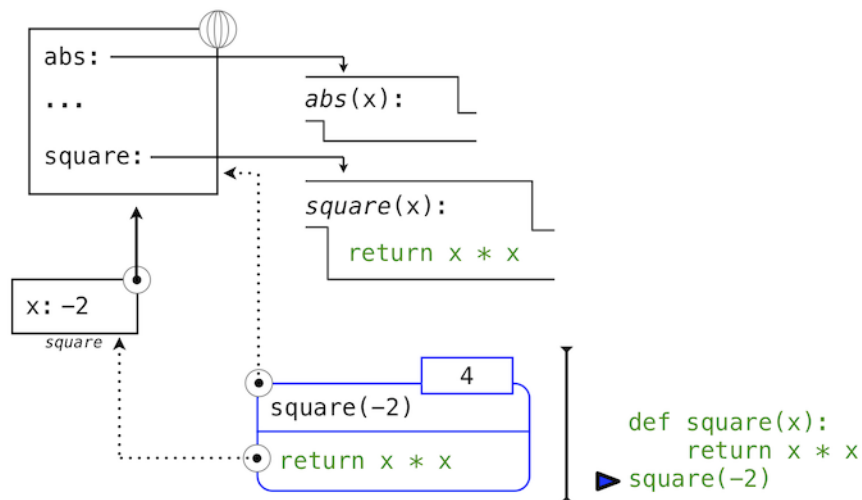 abs:
...
square:
abs(x):
square(x):
return x * x
x: -2
square
4
square(-2)
return x * x
def square(x):
    return x * x
square(-2)